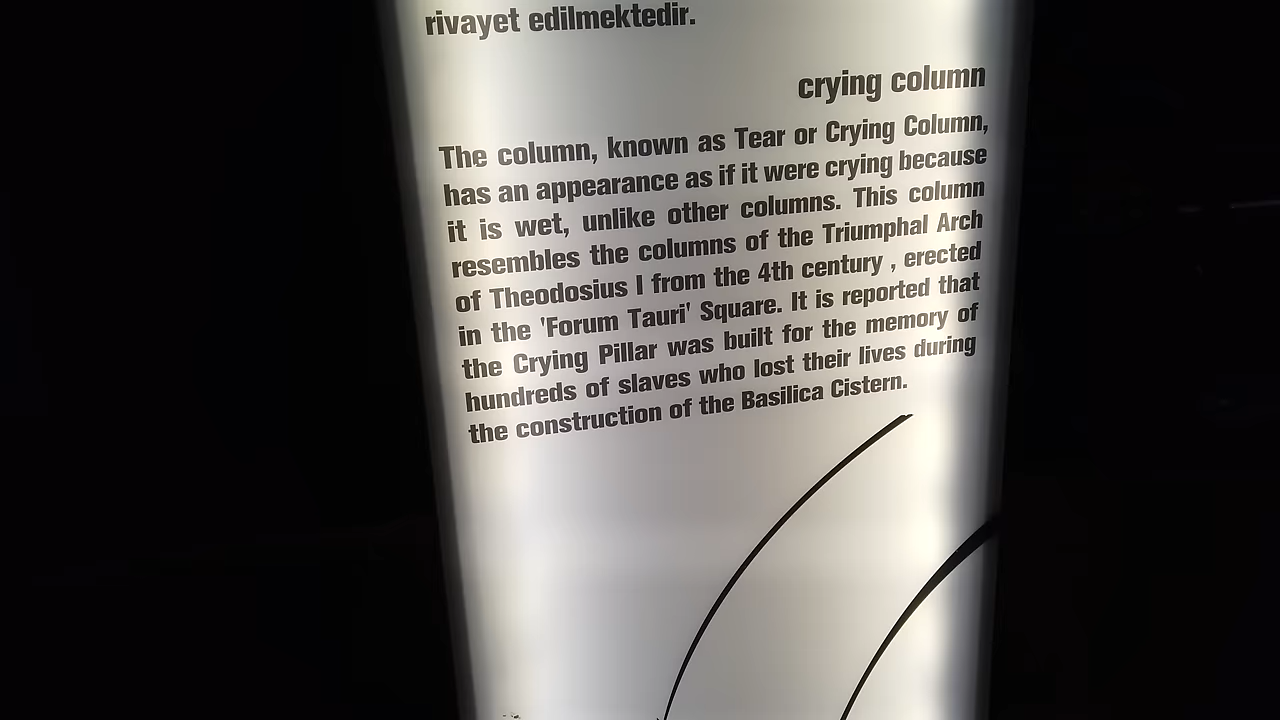 rivayet edilmektedir.
crying column
The column, known as Tear or Crying Column,
has an appearance as if it were crying because
it is wet, unlike other columns. This column
resembles the columns of the Triumphal Arch
of Theodosius I from the 4th century , erected
in the 'Forum Tauri' Square. It is reported that
the Crying Pillar was built for the memory of
hundreds of slaves who lost their lives during
the construction of the Basilica Cistern.